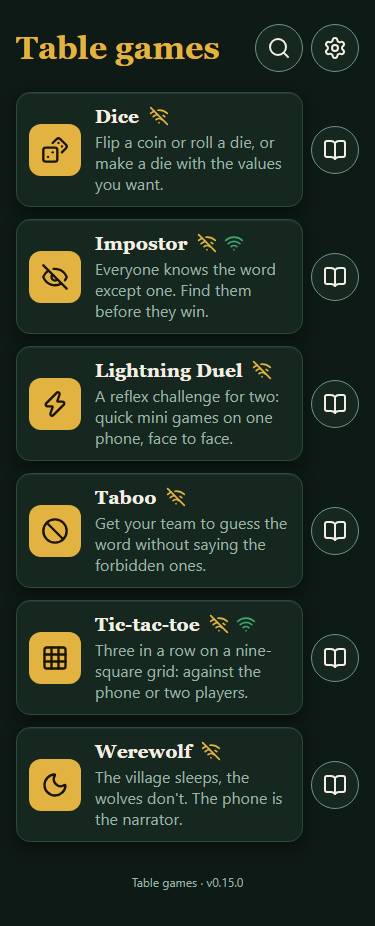 Table games
Dice
Flip a coin or roll a die, or
make a die with the values
you want.
Impostor
Everyone knows the word
except one. Find them
before they win.
Lightning Duel
A reflex challenge for two:
quick mini games on one
phone, face to face.
Taboo
Get your team to guess the
word without saying the
forbidden ones.
Tic-tac-toe
Three in a row on a nine-
square grid: against the
phone or two players.
Werewolf
The village sleeps, the
wolves don't. The phone is
the narrator.
Table games · v0.15.0